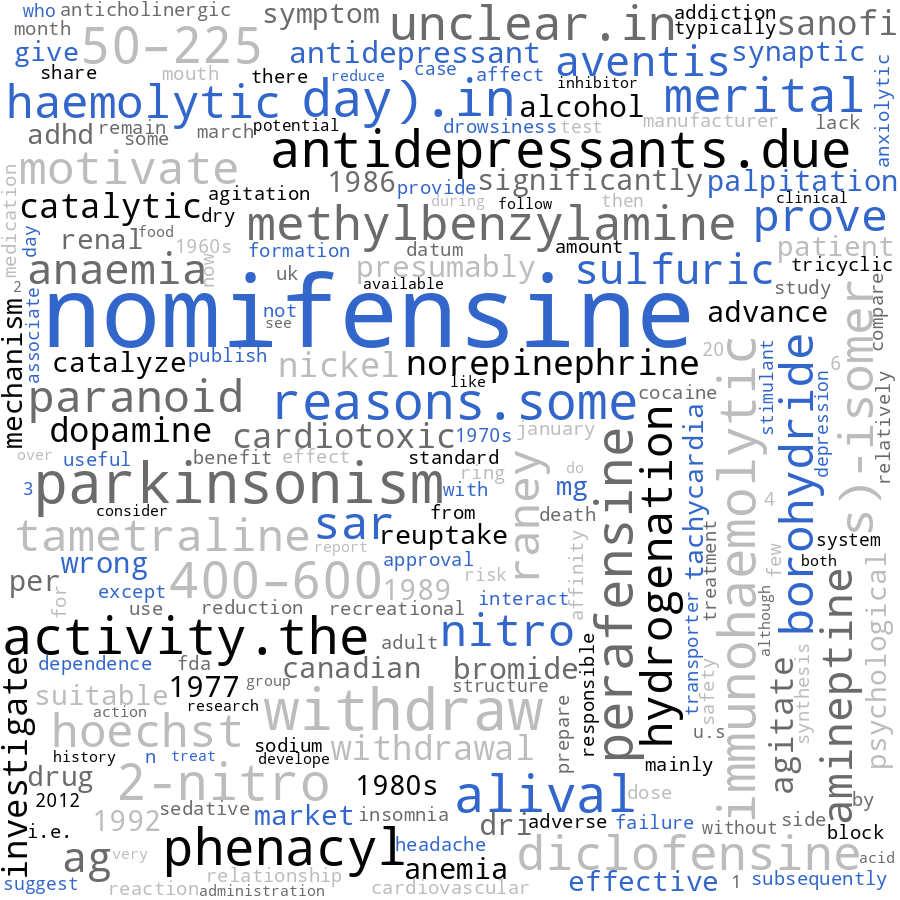 who anticholinergic symptom unclear.in addiction
month 50-225 typically sanofi
give antidepressant aventis synaptic
share mouth there reduce case affect inhibitor
haemolytic day).in alcohol merital anxiolytic
adhd remain march potential drowsiness test manufacturer lack
some
motivate antidepressants.due
medication 1986 provide significantly palpitation
catalytic agitation during follow then clinical
dry methylbenzylamine prove
day renal food 1960s formation datum amount patient
anaemia now uk presumably sulfuric tricyclic
2 nomifensine available study
associate not see advance compare
mechanism catalyze publish nickel norepinephrine 20 6 s)-isomer
paranoid like reasons.some cocaine stimulant depression relatively
dopamine cardiotoxic 1970s january
over useful benefit effect standard ring do
3 parkinsonism with mg 4
consider from death
tametraline sar reuptake raney system
report
wrong approval both
per 400-600 1989 risk affinity few
for except interact
use reduction recreational
activity.the adult nitro although
dependence fda canadian bromide
suitable 1977 group structure
investigate action research withdraw responsible perafensine hydrogenation transporter tachycardia safety treatment immunohaemolytic borohydride synthesis amineptine psychological
hoechst u.s agitate
history n treat sodium develope withdrawal prepare
drug 2-nitro 1980s mainly
2012 sedative alival dose by
1992 market insomnia
i.e. dri adverse failure without side block
ag very phenacyl headache diclofensine acid
suggest relationship anemia effective 1 subsequently
reaction administration cardiovascular